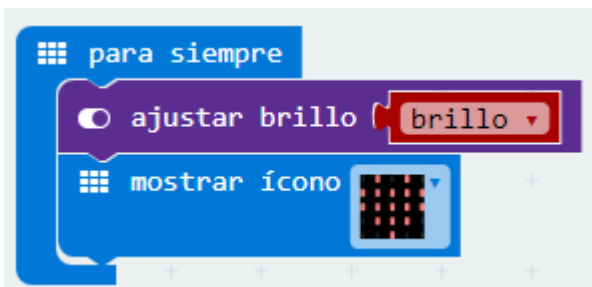 para siempre
ajustar brillo brillo
mostrar ícono